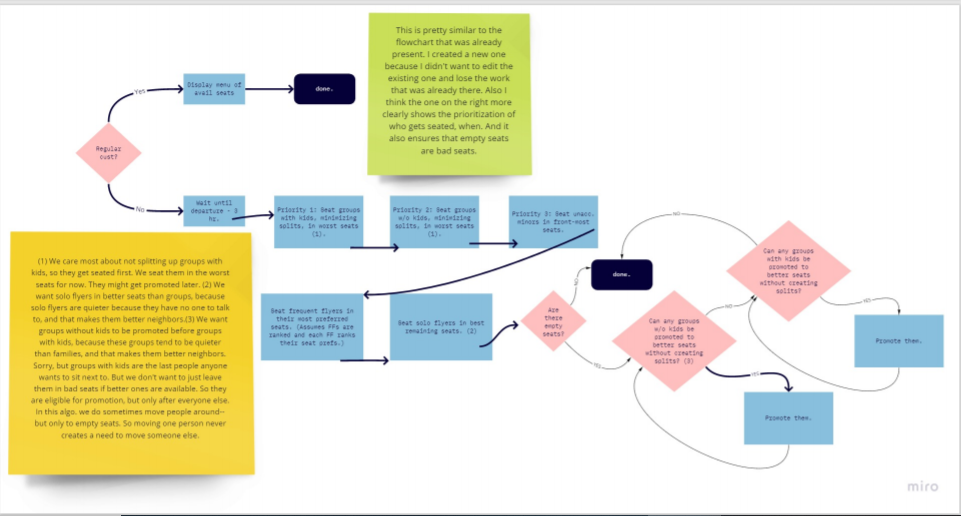 This is pretty similar to the
flowchart that was already
present. I created a new one
because I didn't want to edit the
existing one and lose the work
that was already there. Also I
think the one on the right more
clearly shows the prioritization of
who gets seated, when. And it
also ensures that empty seats
are bad seats.
Regular
cust?
Yes
Display menu of
avail seats
done.
No
Wait until
departure - 3
hr.
Priority 1: Seat groups
with kids, minimizing
splits, in worst seats
(1).
Priority 2: Seat groups
w/o kids, minimizing
splits, in worst seats
(1).
Priority 3: Seat unacc.
minors in front-most
seats.
Seat frequent flyers in
their most preferred
seats. (Assumes FFs are
ranked and each FF ranks
their seat prefs.)
Seat solo flyers in best
remaining seats. (2)
Are
there
empty
seats?
NO
done.
YES
Can any groups
w/o kids be
promoted to
better seats
without creating
splits? (3)
YES
Promote them.
NO
Can any groups
with kids be
promoted to
better seats
without creating
splits?
NO
YES
Promote them.
(1) We care most about not splitting up groups with
kids, so they get seated first. We seat them in the worst
seats for now. They might get promoted later. (2) We
want solo flyers in better seats than groups, because
solo flyers are quieter because they have no one to talk
to, and that makes them better neighbors.(3) We want
groups without kids to be promoted before groups
with kids, because these groups tend to be quieter
than families, and that makes them better neighbors.
Sorry, but groups with kids are the last people anyone
wants to sit next to. But we don't want to just leave
them in bad seats if better ones are available. So they
are eligible for promotion, but only after everyone else.
In this algo. we do sometimes move people around--
but only to empty seats. So moving one person never
creates a need to move someone else.
miro